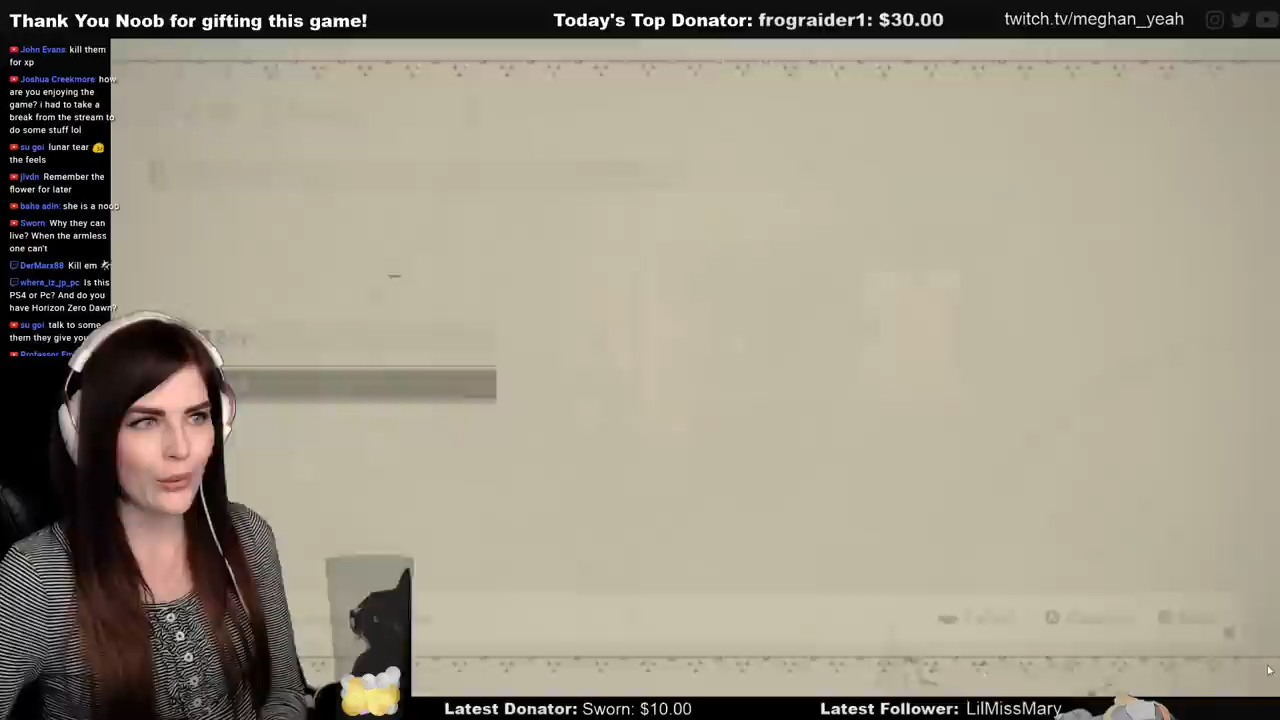 Thank You Noob for gifting this game!
Today's Top Donator: frograider1: $30.00
twitch.tv/meghan_yeah
John Evans: kill them
for xp
Joshua Creekmore: how
are you enjoying the
game? i had to take a
break from the stream to
do some stuff lol
su goi lunar tear
the feels
jlvdn Remember the
flower for later
baha adin: she is a noob
Sworn: Why they can
live? When the armless
one can't
DerMarx88 Kill em
where_iz_jp_pc Is this
PS4 or Pc? And do you
have Horizon Zero Dawn?
su goi talk to some
them they give you
Latest Donator: Sworn: $10.00
Latest Follower: LilMissMary